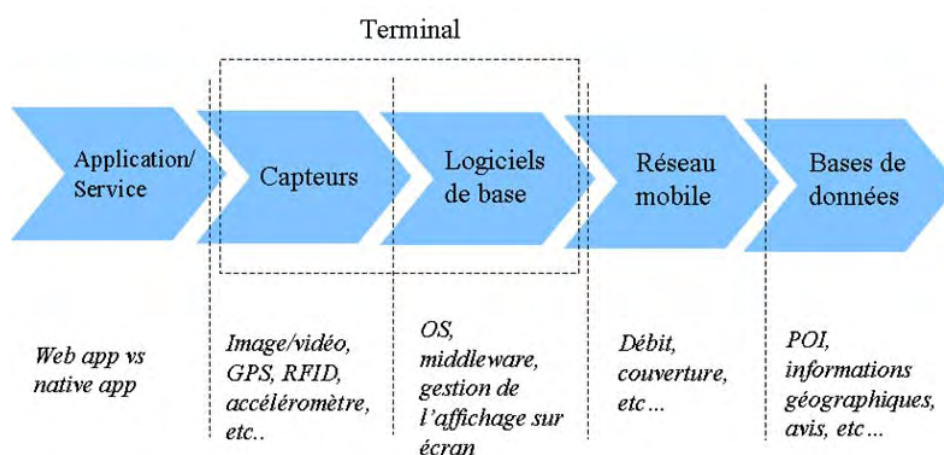 Terminal
Application/
Service
Capteurs
Logiciels
de base
Réseau
mobile
Bases de
données
Web app vs
native app
Image/vidéo,
GPS, RFID,
accéléromètre,
etc..
OS,
middleware,
gestion de
l'affichage sur
écran
Débit,
couverture,
etc...
POI,
informations
géographiques,
avis, etc...